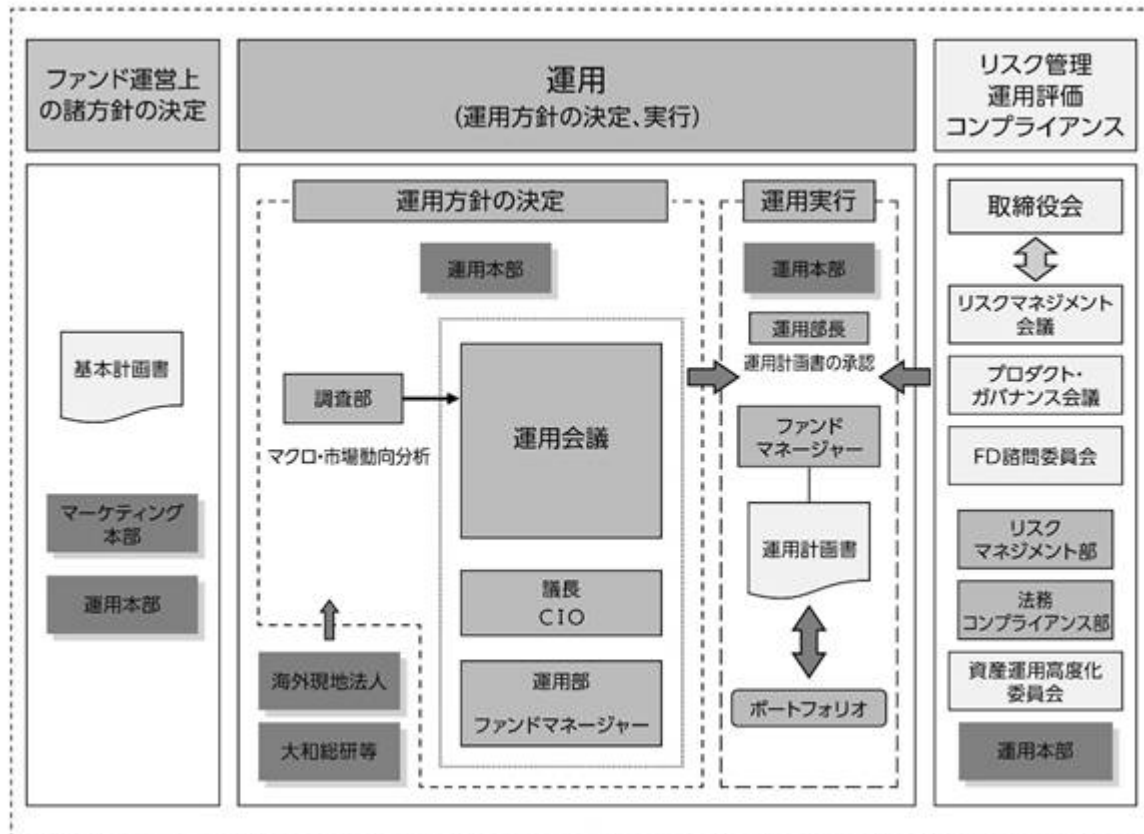 ファンド運営上
の諸方針の決定
運用
(運用方針の決定、実行)
リスク管理
運用評価
コンプライアンス
基本計画書
マーケティング
本部
運用本部
運用方針の決定
運用本部
調査部
マクロ・市場動向分析
運用会議
議長
CIO
運用部
ファンドマネージャー
海外現地法人
大和総研等
運用実行
運用本部
運用部長
運用計画書の承認
ファンド
マネージャー
運用計画書
ポートフォリオ
取締役会
リスクマネジメント
会議
プロダクト・
ガバナンス会議
FD諮問委員会
リスク
マネジメント部
法務
コンプライアンス部
資産運用高度化
委員会
運用本部